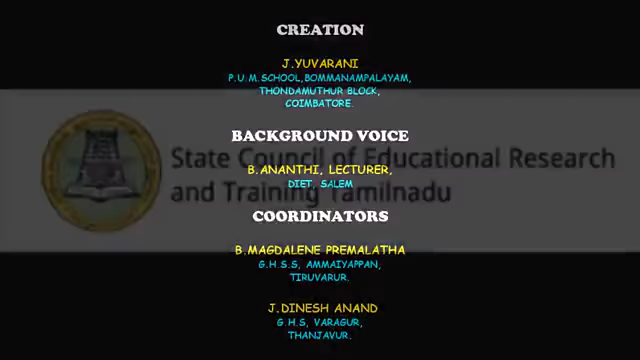 CREATION
J.YUVARANI
P.U.M.SCHOOL,BOMMANAMPALAYAM,
THONDAMUTHUR BLOCK,
COIMBATORE.
BACKGROUND VOICE
State Council of Educational Research
and Training Tamilnadu
B.ANANTHI, LECTURER,
DIET, SALEM
COORDINATORS
B.MAGDALENE PREMALATHA
G.H.S.S, AMMAIYAPPAN,
TIRUVARUR.
J.DINESH ANAND
G.H.S, VARAGUR,
THANJAVUR.